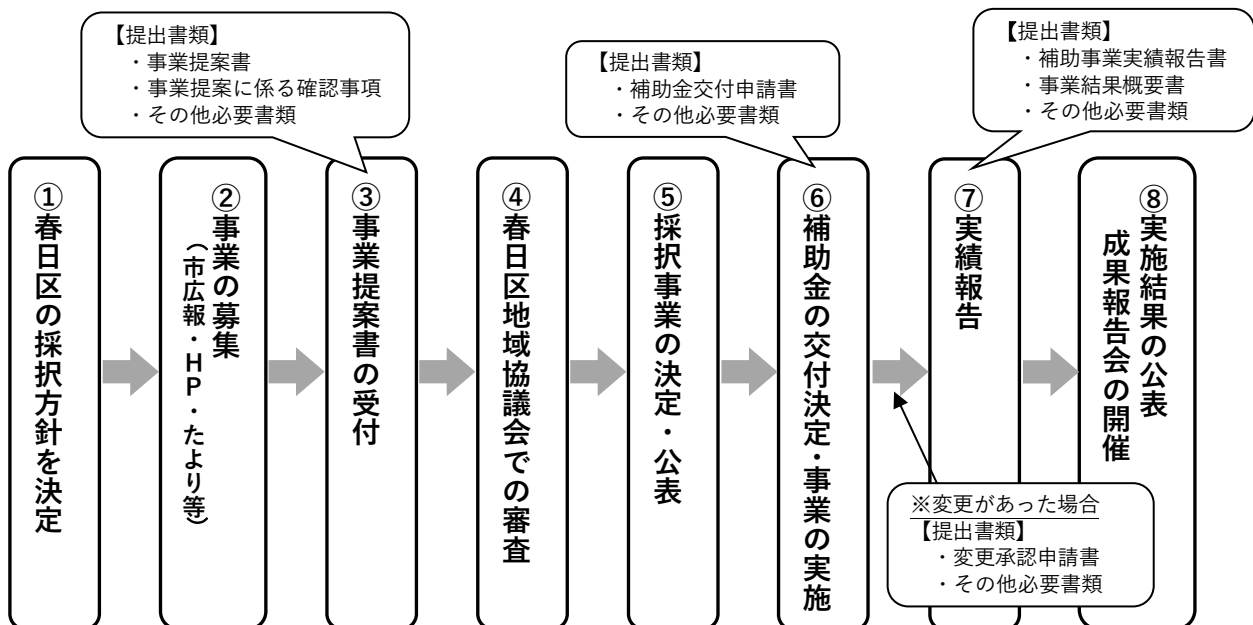 【提出書類】
・事業提案書
・事業提案に係る確認事項
・その他必要書類
【提出書類】
・補助金交付申請書
・その他必要書類
【提出書類】
・補助事業実績報告書
・事業結果概要書
・その他必要書類
①春日区の採択方針を決定
②事業の募集
（市広報・HP・たより等）
③事業提案書の受付
④春日区地域協議会での審査
⑤採択事業の決定・公表
⑥補助金の交付決定・事業の実施
⑦実績報告
⑧実施結果の公表
成果報告会の開催
※変更があった場合
【提出書類】
・変更承認申請書
・その他必要書類